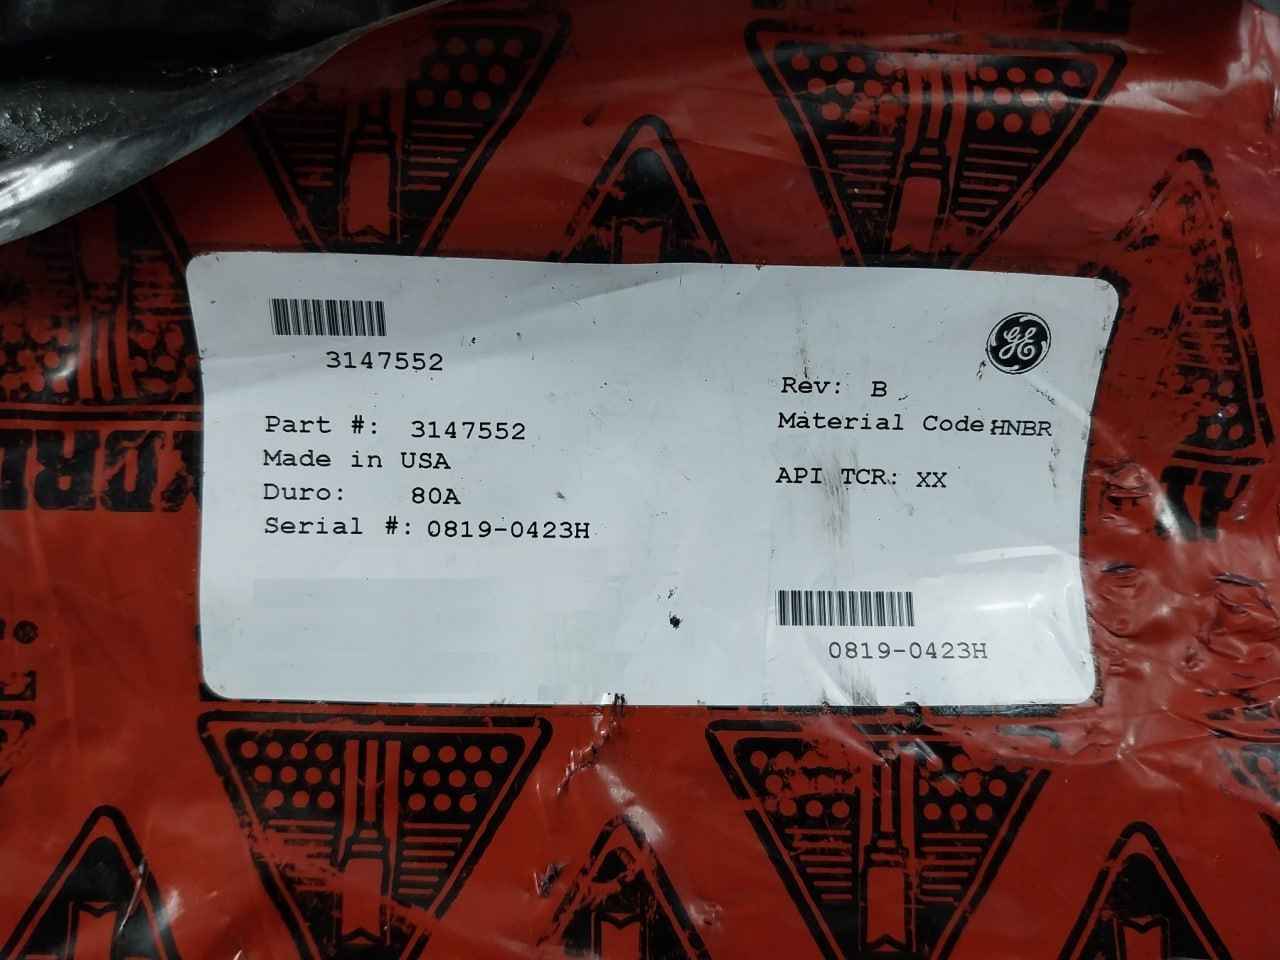 3147552
GE
Rev: B
Part #: 3147552
Material Code:HNBR
Made in USA
Duro: 80A
API TCR: XX
Serial #: 0819-0423H
0819-0423H